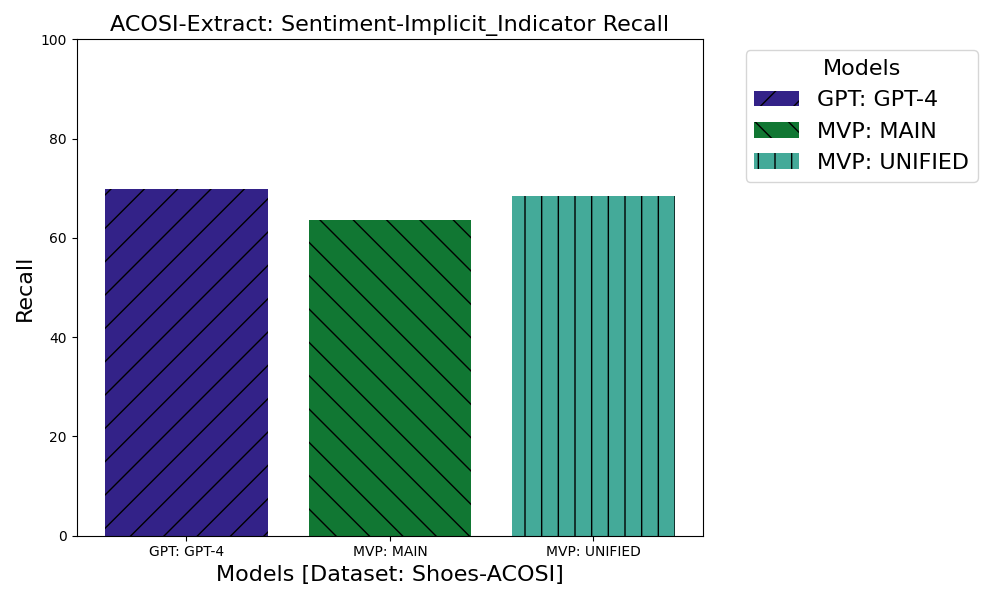 ACOSI-Extract: Sentiment-Implicit_Indicator Recall
100
80
60
40
20
0
Recall
GPT: GPT-4
MVP: MAIN
MVP: UNIFIED
Models [Dataset: Shoes-ACOSI]
Models
GPT: GPT-4
MVP: MAIN
MVP: UNIFIED